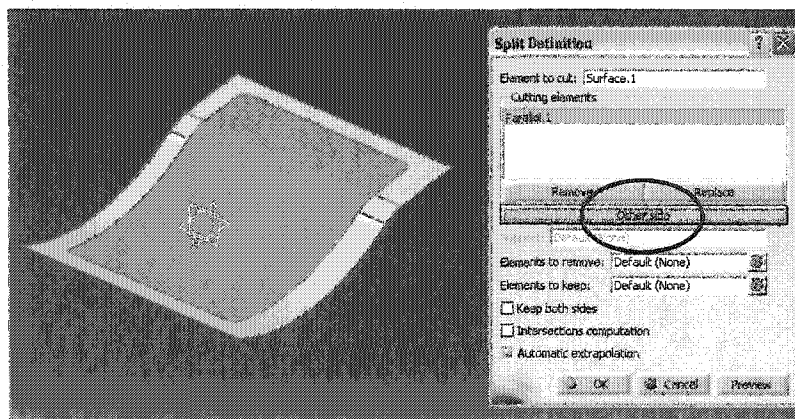 Split Definition
Element to cut: Surface.1
Cutting elements
Parallel.1
Remove Replace
Other side
Support: Default (None)
Elements to remove: Default (None)
Elements to keep: Default (None)
Keep both sides
Intersections computation
Automatic extrapolation
OK Cancel Preview